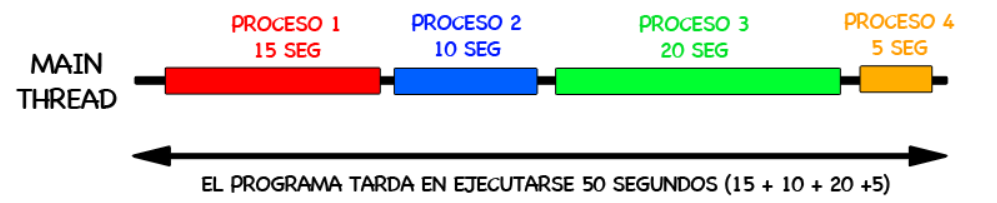 PROCESO 1
15 SEG
PROCESO 2
10 SEG
PROCESO 3
20 SEG
PROCESO 4
5 SEG
MAIN
THREAD
EL PROGRAMA TARDA EN EJECUTARSE 50 SEGUNDOS (15 + 10 + 20 +5)